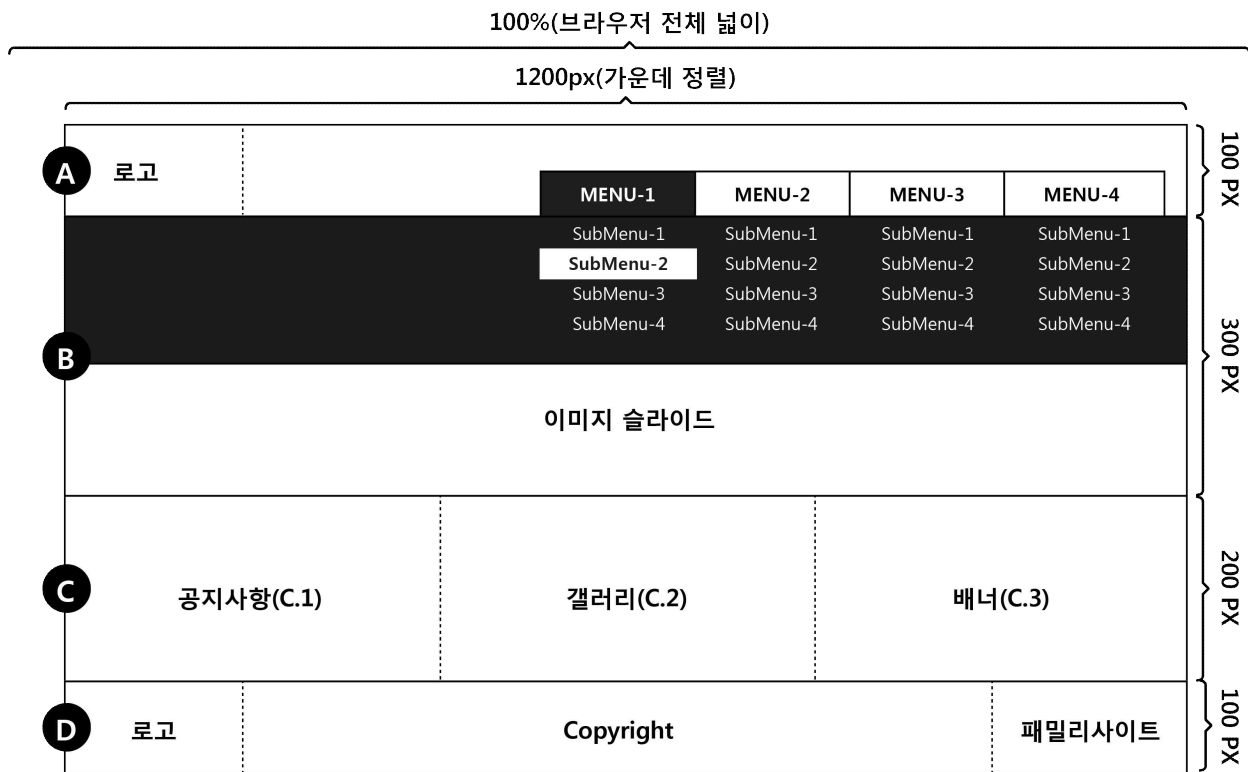 100%(브라우저 전체 넓이)
1200px(가운데 정렬)
A
로고
100 PX
MENU-1 MENU-2 MENU-3 MENU-4
SubMenu-1 SubMenu-1 SubMenu-1 SubMenu-1
SubMenu-2 SubMenu-2 SubMenu-2 SubMenu-2
SubMenu-3 SubMenu-3 SubMenu-3 SubMenu-3
SubMenu-4 SubMenu-4 SubMenu-4 SubMenu-4
B
300 PX
이미지 슬라이드
C
공지사항(C.1) 갤러리(C.2) 배너(C.3)
200 PX
D
로고 Copyright 패밀리사이트
100 PX